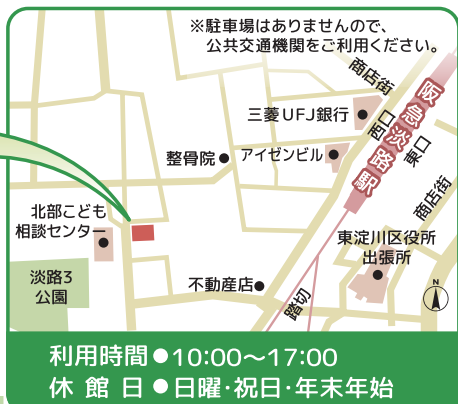 ※駐車場はありませんので、
公共交通機関をご利用ください。
商店街
阪急淡路駅
三菱UFJ銀行
西口
東口
整骨院
アイゼンビル
商店街
北部こども
相談センター
東淀川区役所
出張所
淡路3
公園
不動産店
踏切
N
利用時間●10:00〜17:00
休館日●日曜・祝日・年末年始